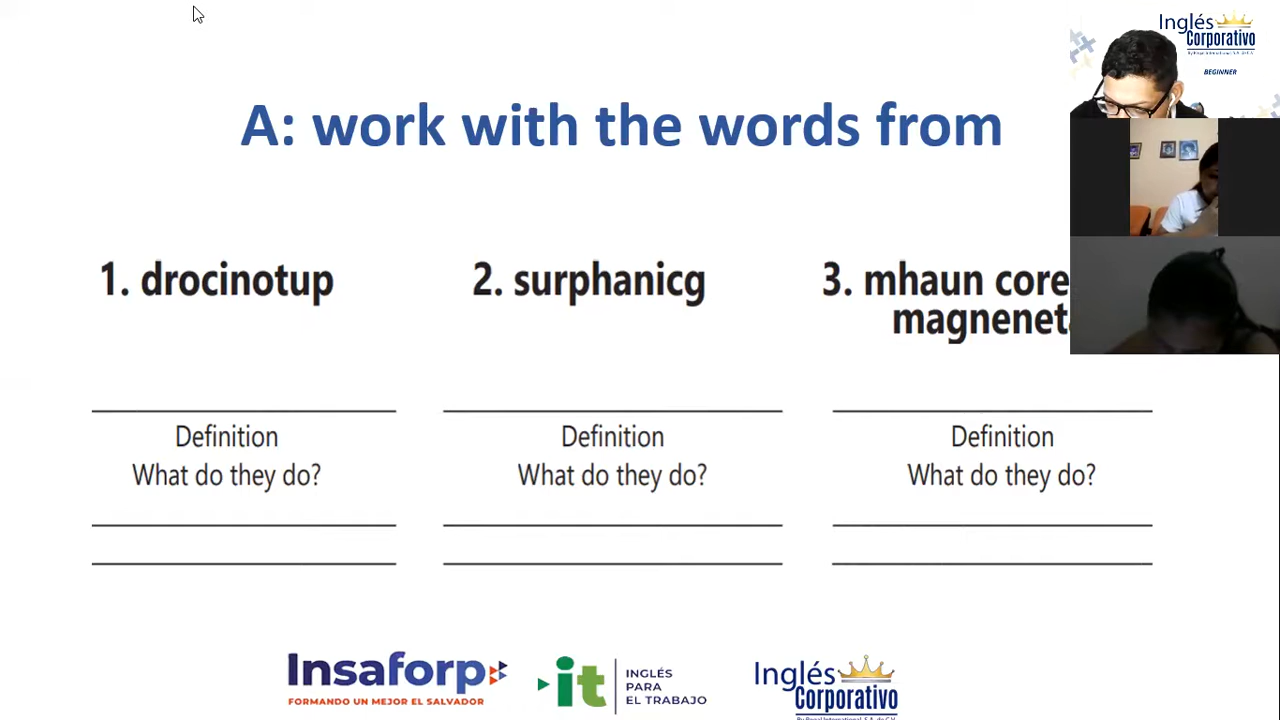 Inglés
Corporativo
BEGINNER
A: work with the words from
1. drocinotup
2. surphanicg
3. mhaun core
magnenet
Definition
What do they do?
Definition
What do they do?
Definition
What do they do?
Insaforp
FORMANDO UN MEJOR EL SALVADOR
it
INGLÉS
PARA
EL TRABAJO
Inglés
Corporativo